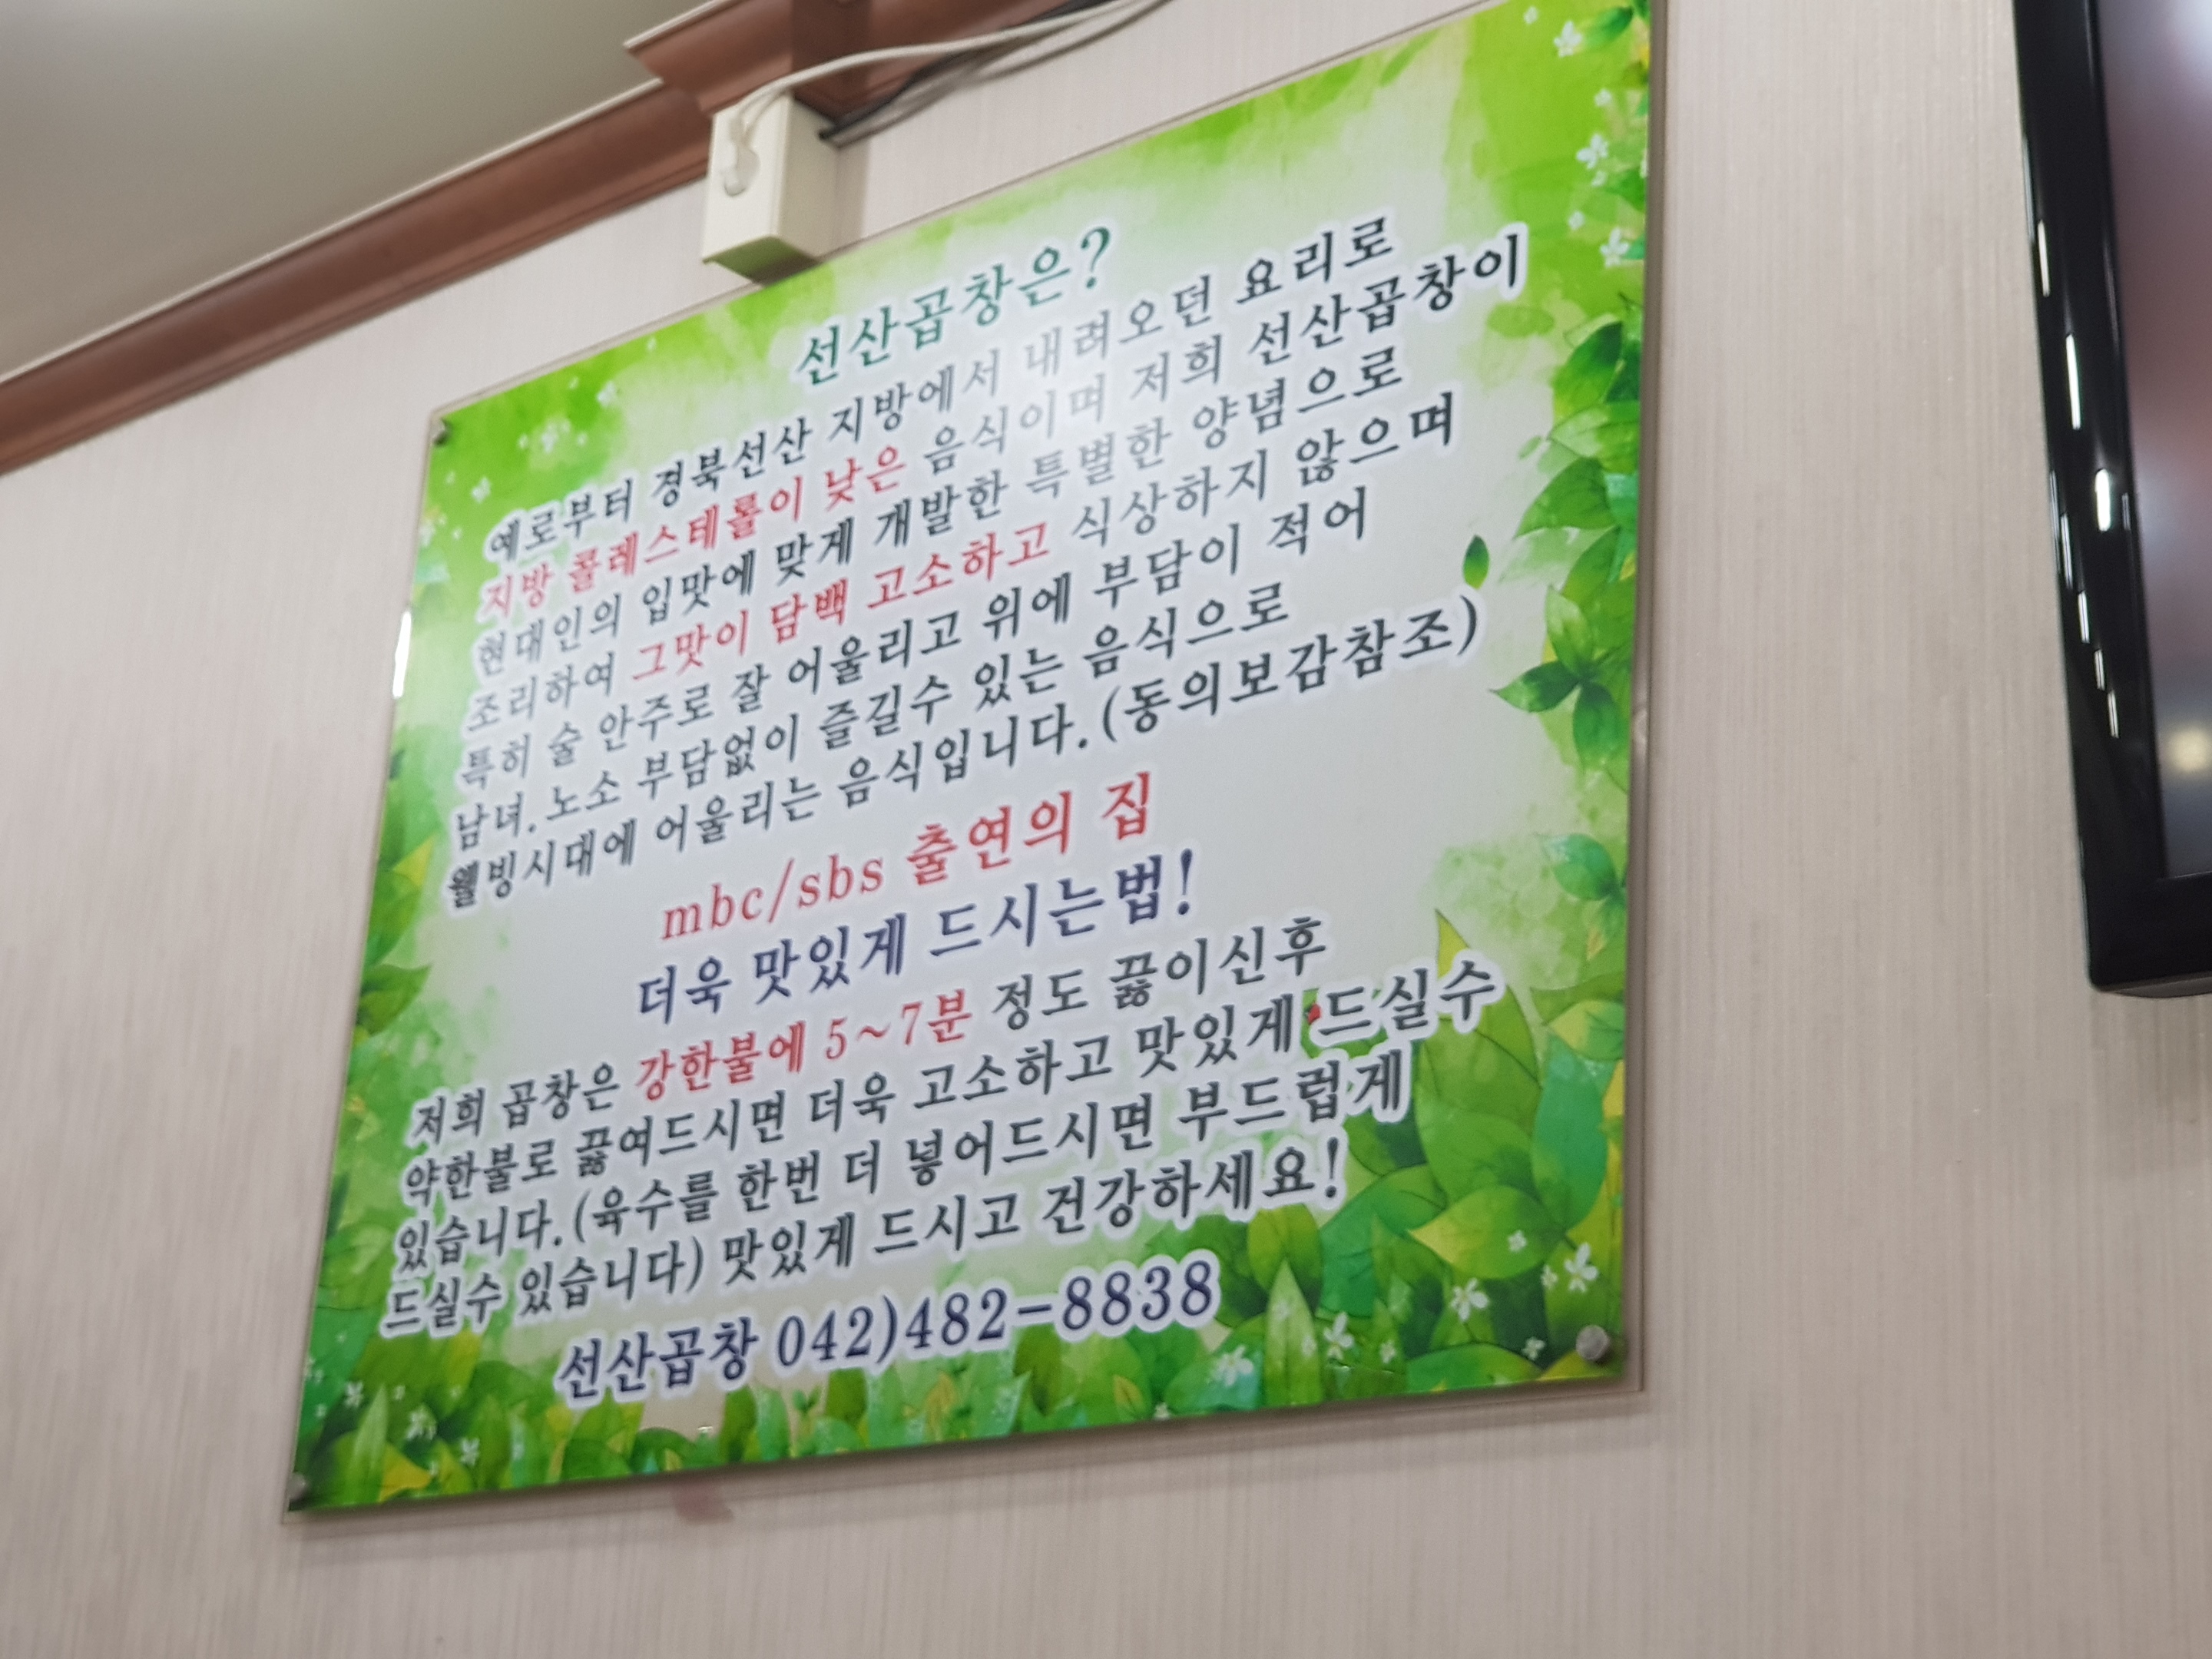 선산곱창은?
예로부터 경북선산 지방에서 내려오던 요리로
지방 콜레스테롤이 낮은 음식이며 저희 선산곱창이
현대인의 입맛에 맞게 개발한 특별한 양념으로
조리하여 그맛이 담백 고소하고 식상하지 않으며
특히 술 안주로 잘 어울리고 위에 부담이 적어
남녀.노소 부담없이 즐길수 있는 음식으로
웰빙시대에 어울리는 음식입니다.(동의보감참조)
mbc/sbs 출연의 집
더욱 맛있게 드시는법!
저희 곱창은 강한불에 5~7분 정도 끓이신후
약한불로 끓여드시면 더욱 고소하고 맛있게 드실수
있습니다.(육수를 한번 더 넣어드시면 부드럽게
드실수 있습니다) 맛있게 드시고 건강하세요!
선산곱창 042)482-8838